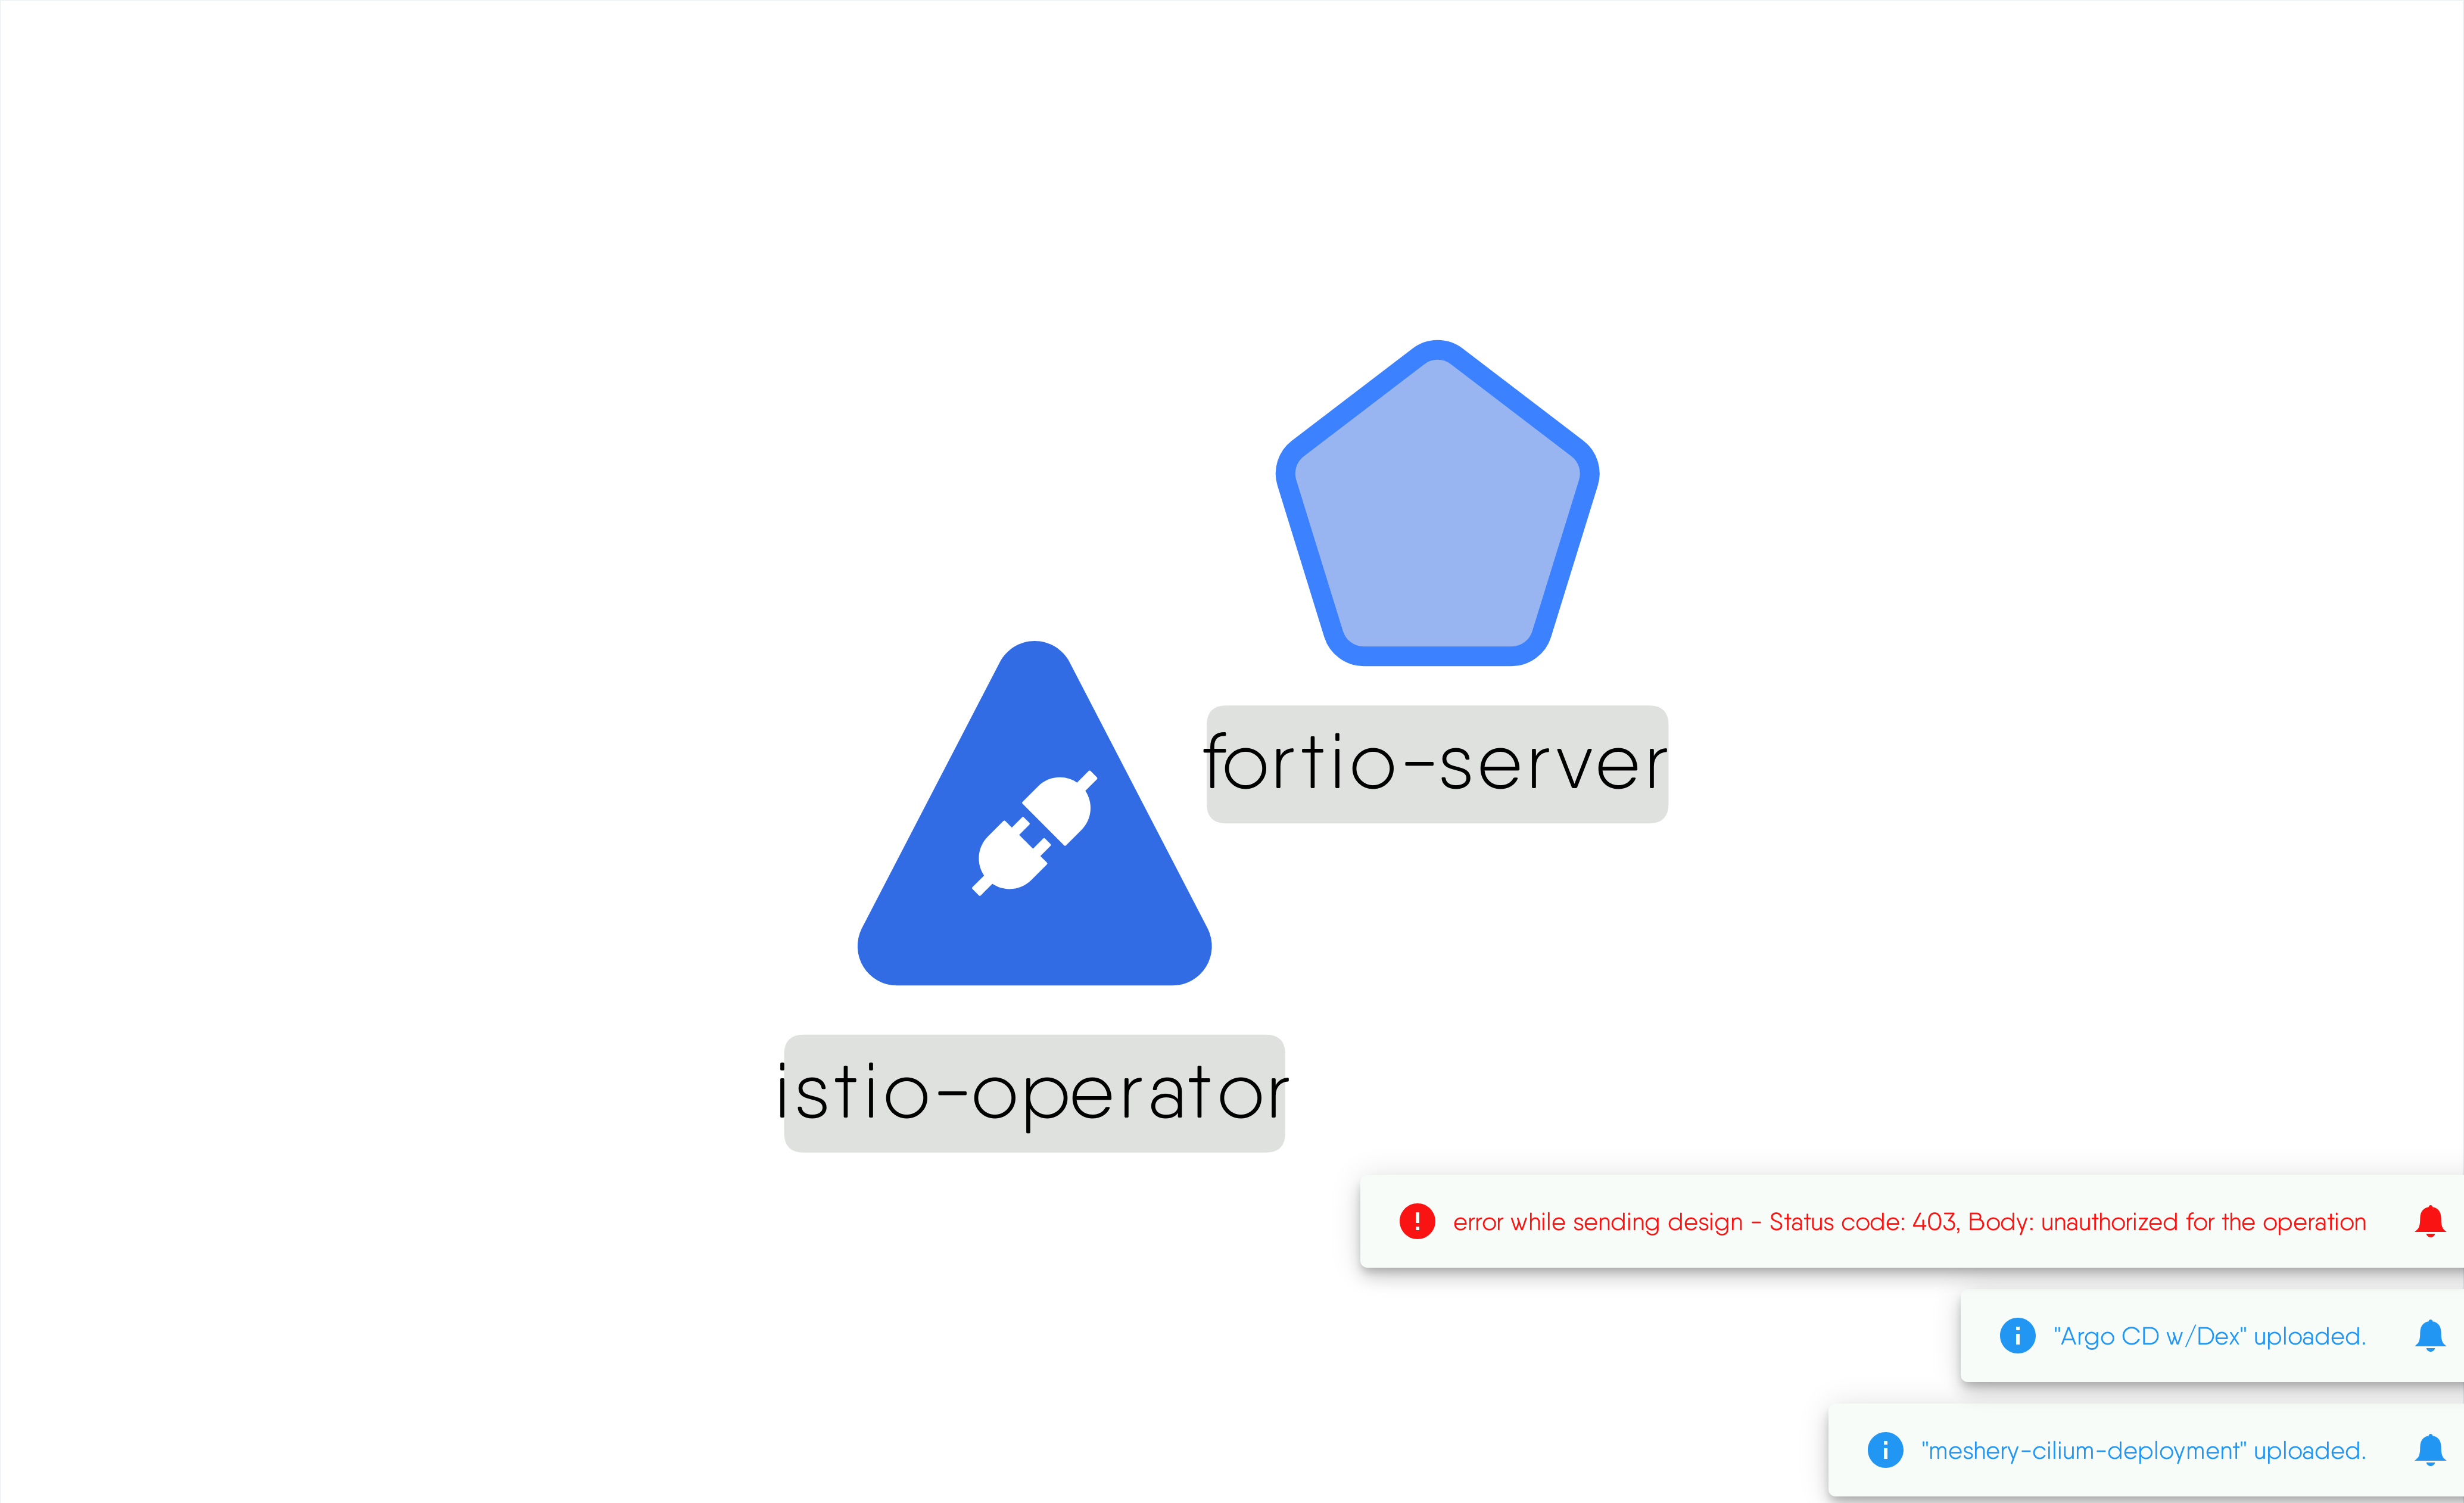 fortio-server
istio-operator
error while sending design - Status code: 403, Body: unauthorized for the operation
"Argo CD w/Dex" uploaded.
"meshery-cilium-deployment" uploaded.